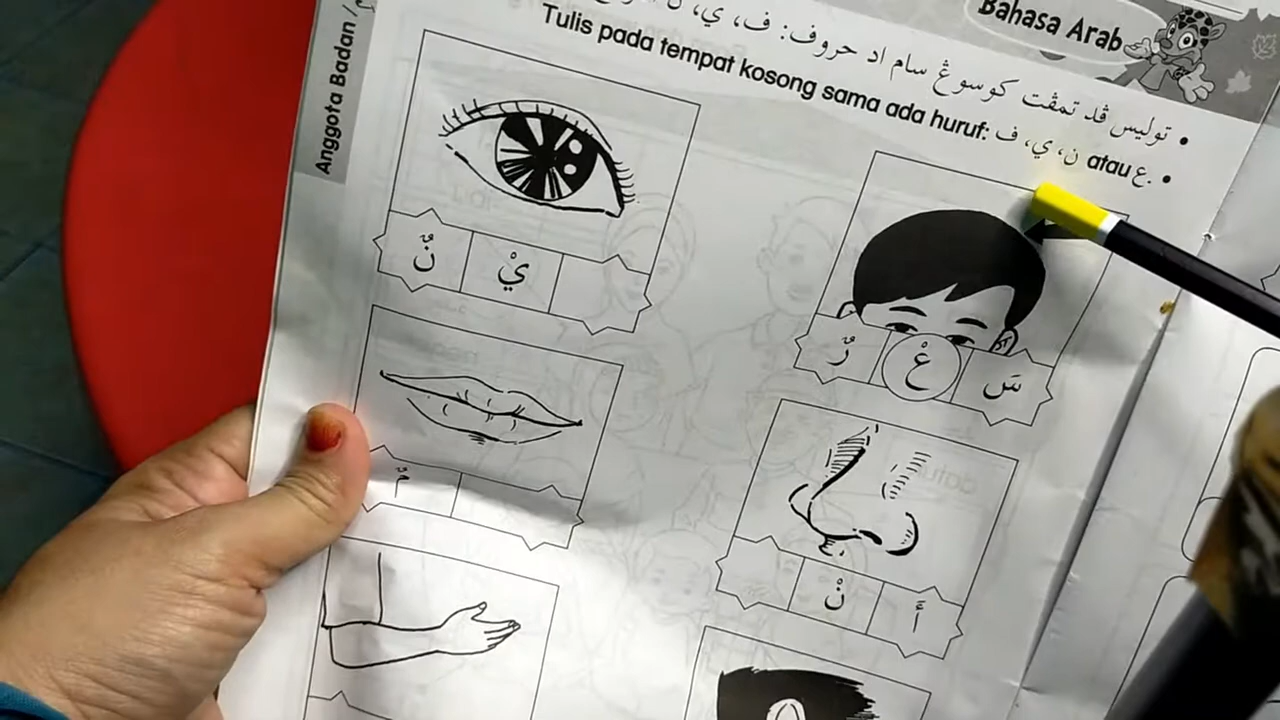 Bahasa Arab
Anggota Badan /
• توليس ڤد تمڤت كوسوڠ سام اد حروف: ف، ي، ن
Tulis pada tempat kosong sama ada huruf: ف، ي، ن atau ع. •
يْ نٌ
سَ عْ رٌ
مٌّ
أَ نْ